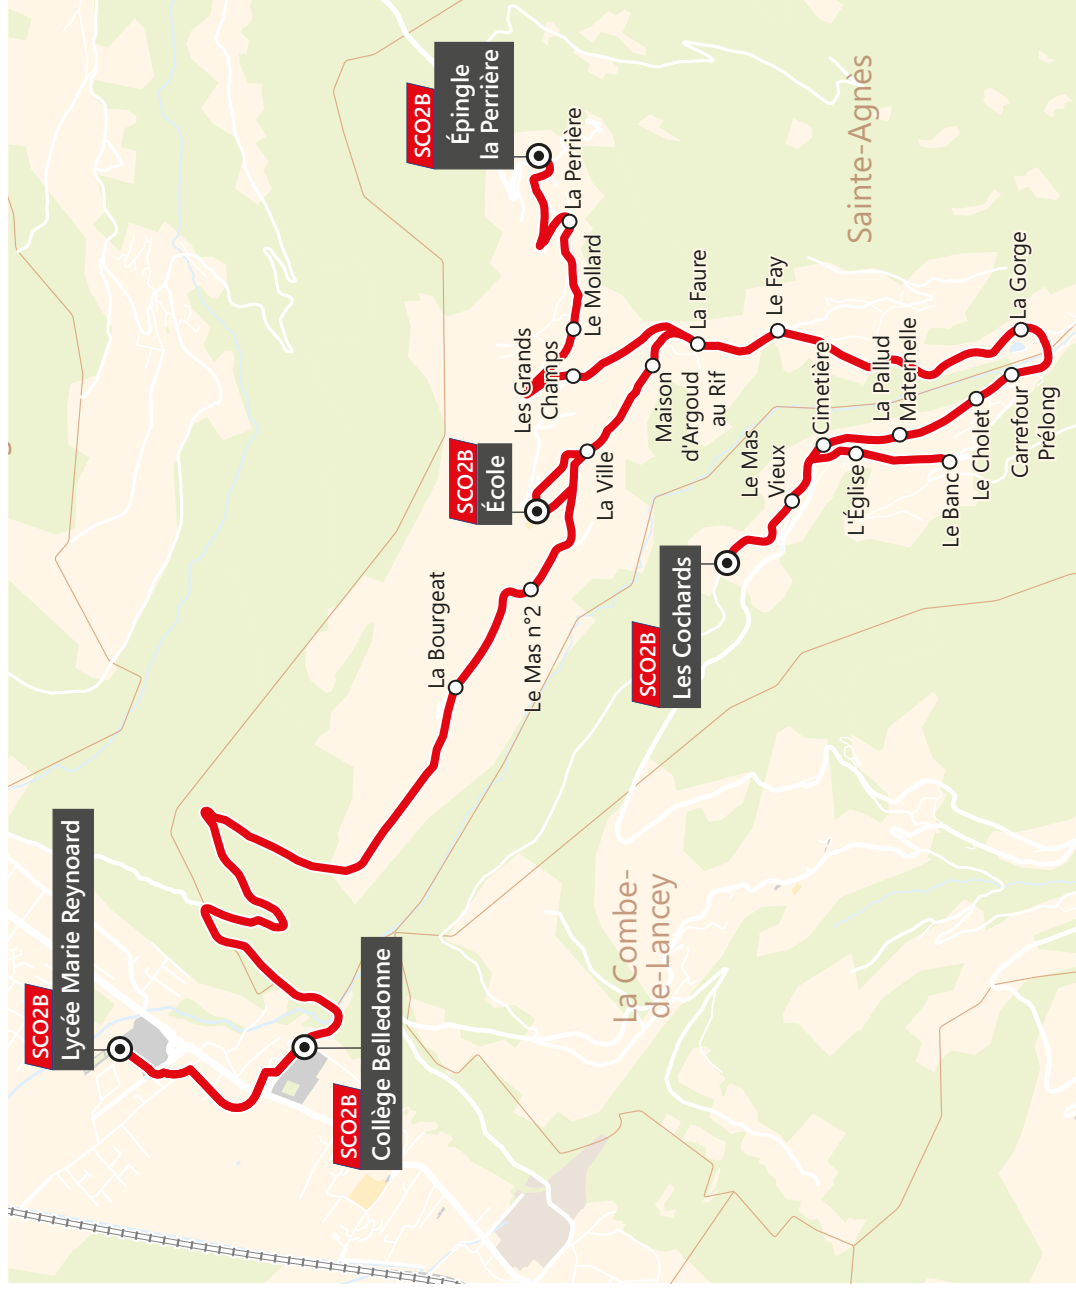 SCO2B
Lycée Marie Reynoard
SCO2B
Collège Belledonne
La Bourgeat
Le Mas n°2
SCO2B
École
La Ville
Les Grands
Champs
SCO2B
Épingle
la Perrière
La Perrière
Le Mollard
Maison
d'Argoud
au Rif
La Faure
Le Fay
La Gorge
Carrefour
Prélong
Le Cholet
La Pallud
Maternelle
Cimetière
L'Église
Le Banc
Le Mas
Vieux
SCO2B
Les Cochards
Sainte-Agnès
La Combe-
de-Lancey